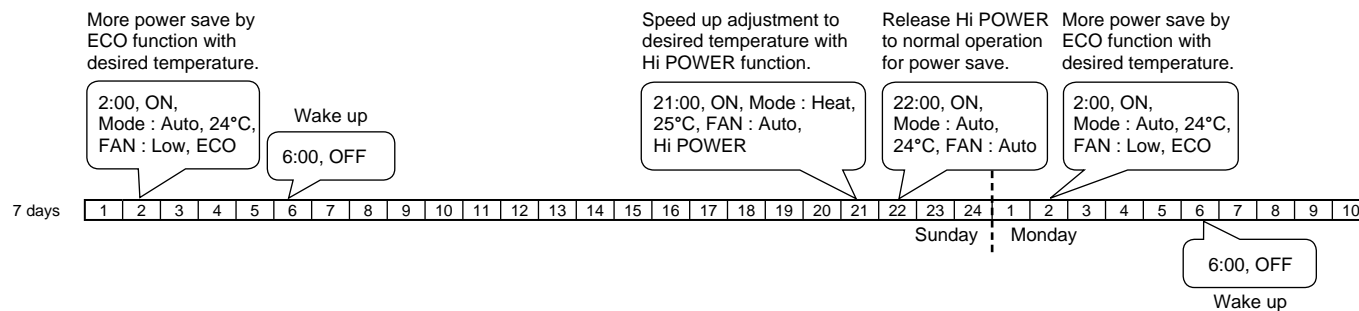 More power save by
ECO function with
desired temperature.
2:00, ON,
Mode : Auto, 24°C,
FAN : Low, ECO
Wake up
6:00, OFF
Speed up adjustment to
desired temperature with
Hi POWER function.
21:00, ON, Mode : Heat,
25°C, FAN : Auto,
Hi POWER
Release Hi POWER
to normal operation
for power save.
22:00, ON,
Mode : Auto,
24°C, FAN : Auto
More power save by
ECO function with
desired temperature.
2:00, ON,
Mode : Auto, 24°C,
FAN : Low, ECO
7 days 1 2 3 4 5 6 7 8 9 10 11 12 13 14 15 16 17 18 19 20 21 22 23 24 1 2 3 4 5 6 7 8 9 10
Sunday Monday
6:00, OFF
Wake up